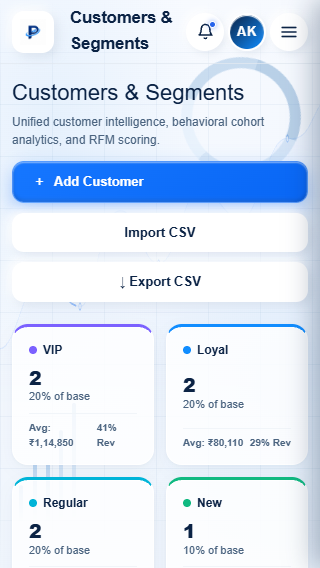 P
Customers &
Segments
AK
Customers & Segments
Unified customer intelligence, behavioral cohort
analytics, and RFM scoring.
+ Add Customer
Import CSV
↓ Export CSV
VIP
2
20% of base
Avg: 41%
₹1,14,850 Rev
Loyal
2
20% of base
Avg: ₹80,110 29% Rev
Regular
2
20% of base
New
1
10% of base